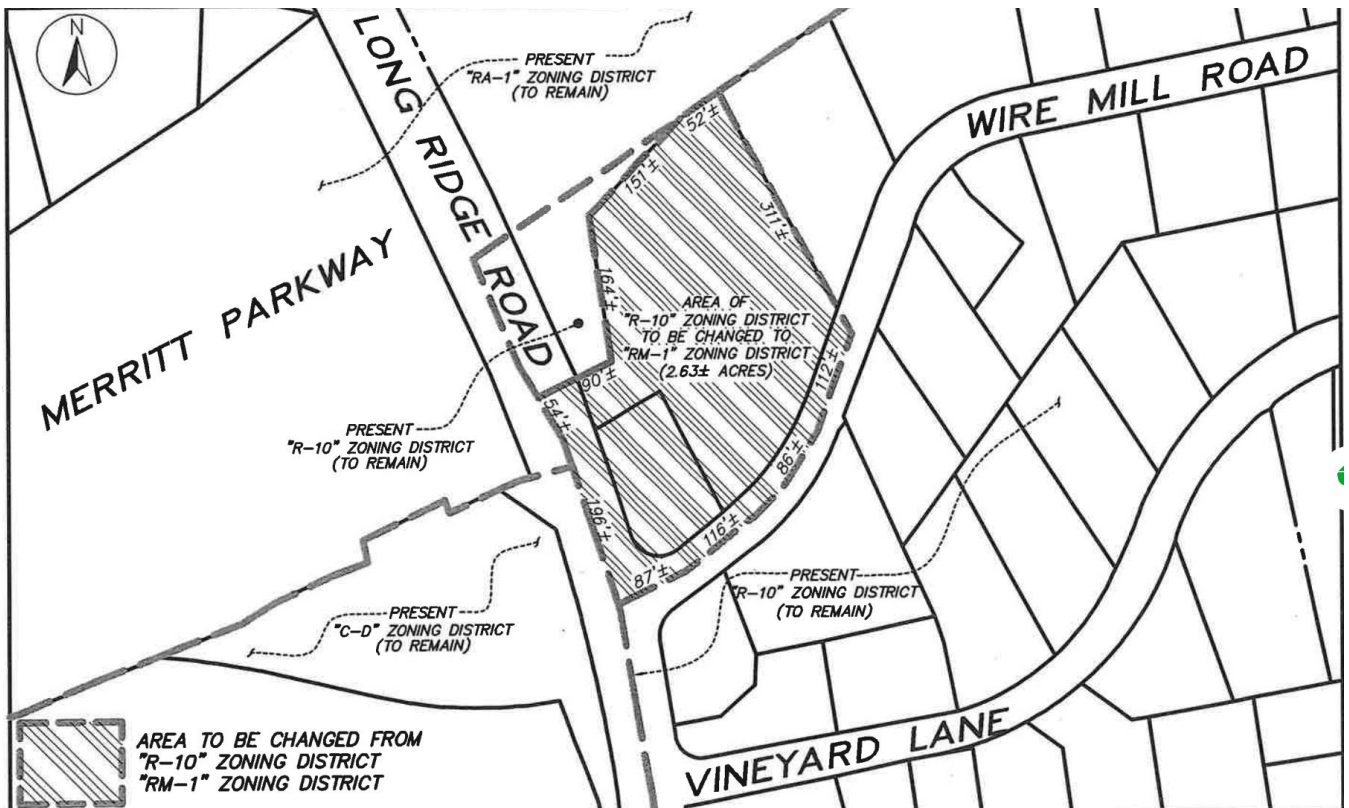 N
LONG RIDGE ROAD
PRESENT
"RA-1" ZONING DISTRICT
(TO REMAIN)
WIRE MILL ROAD
52'±
151'±
311'±
MERRITT PARKWAY
164'±
AREA OF
"R-10" ZONING DISTRICT
TO BE CHANGED TO
"RM-1" ZONING DISTRICT
(2.63± ACRES)
112'±
90'±
54'±
PRESENT
"R-10" ZONING DISTRICT
(TO REMAIN)
86'±
196'±
116'±
87'±
PRESENT
"R-10" ZONING DISTRICT
(TO REMAIN)
PRESENT
"C-D" ZONING DISTRICT
(TO REMAIN)
VINEYARD LANE
AREA TO BE CHANGED FROM
"R-10" ZONING DISTRICT
"RM-1" ZONING DISTRICT